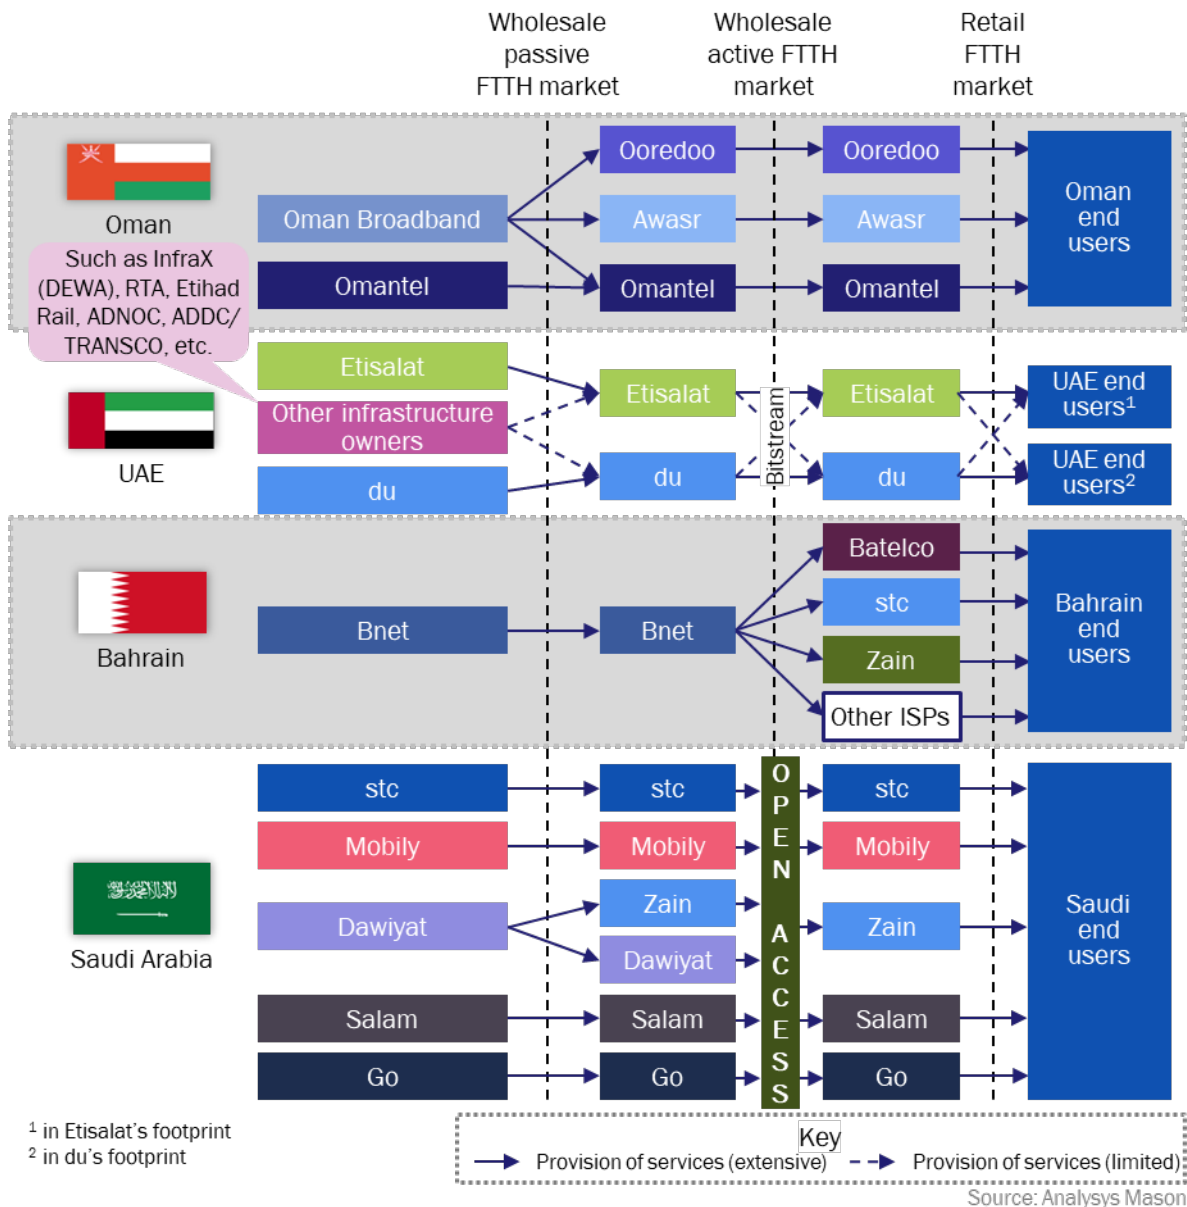 Wholesale
passive
FTTH market
Wholesale
active FTTH
market
Retail
FTTH
market
Oman
Oman Broadband
Omantel
Ooredoo
Awasr
Omantel
Ooredoo
Awasr
Omantel
Oman
end
users
Such as InfraX
(DEWA), RTA, Etihad
Rail, ADNOC, ADDC/
TRANSCO, etc.
UAE
Etisalat
Other infrastructure
owners
du
Etisalat
du
Bitstream
Etisalat
du
UAE end
users¹
UAE end
users²
Bahrain
Bnet
Bnet
Batelco
stc
Zain
Other ISPs
Bahrain
end
users
Saudi Arabia
stc
Mobily
Dawiyat
Salam
Go
stc
Mobily
Zain
Dawiyat
Salam
Go
OPEN ACCESS
stc
Mobily
Zain
Salam
Go
Saudi
end
users
¹ in Etisalat's footprint
² in du's footprint
Key
Provision of services (extensive)
Provision of services (limited)
Source: Analysys Mason